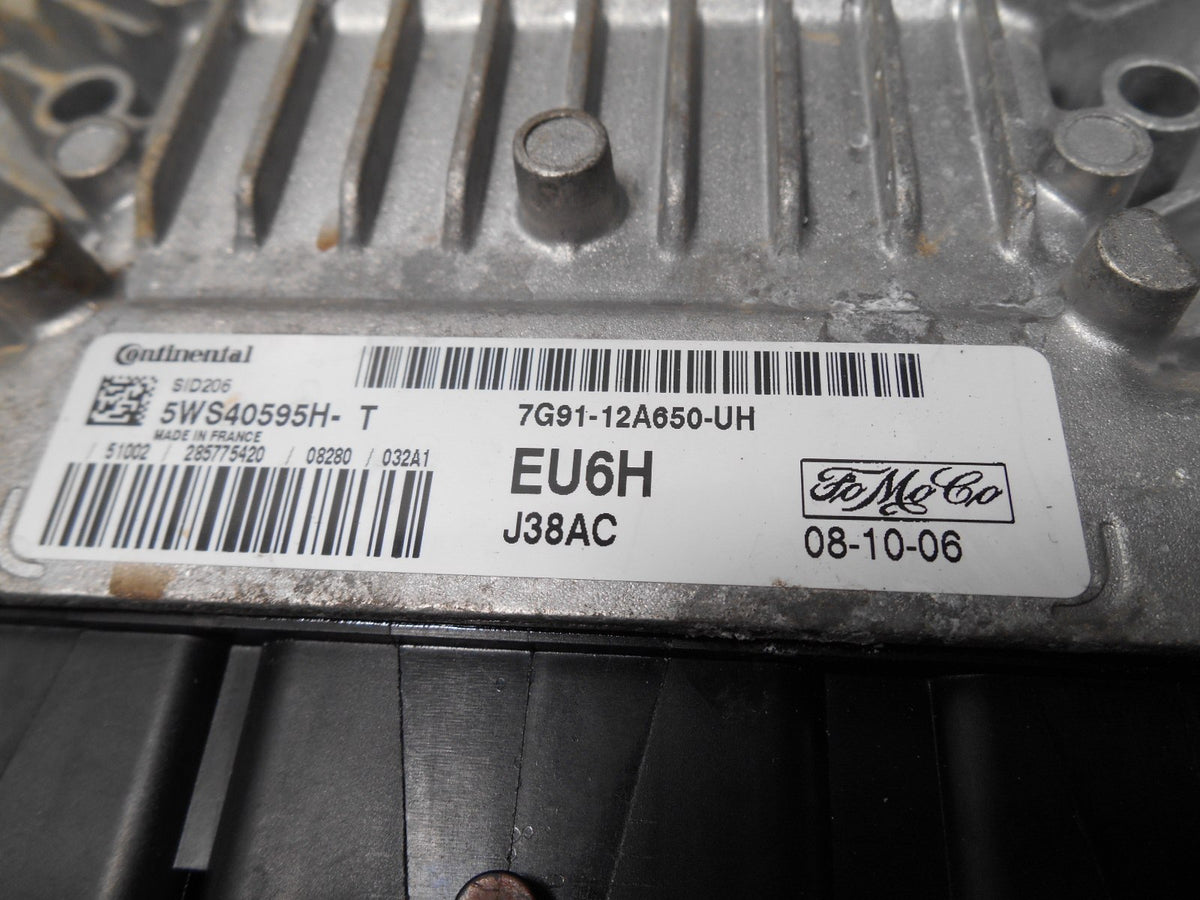 Continental
SID206
5WS40595H- T
MADE IN FRANCE
/ 51002 / 285775420 / 08280 / 032A1
7G91-12A650-UH
EU6H
J38AC
FoMoCo
08-10-06